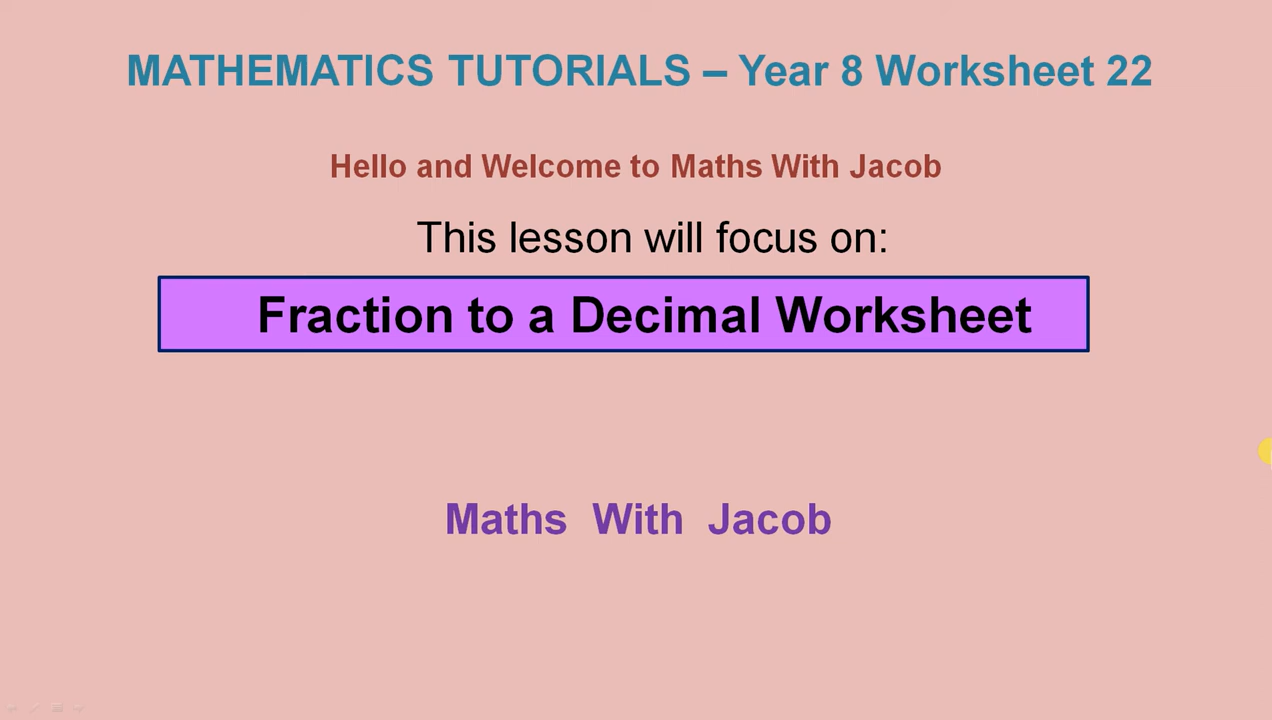 MATHEMATICS TUTORIALS – Year 8 Worksheet 22
Hello and Welcome to Maths With Jacob
This lesson will focus on:
Fraction to a Decimal Worksheet
Maths With Jacob